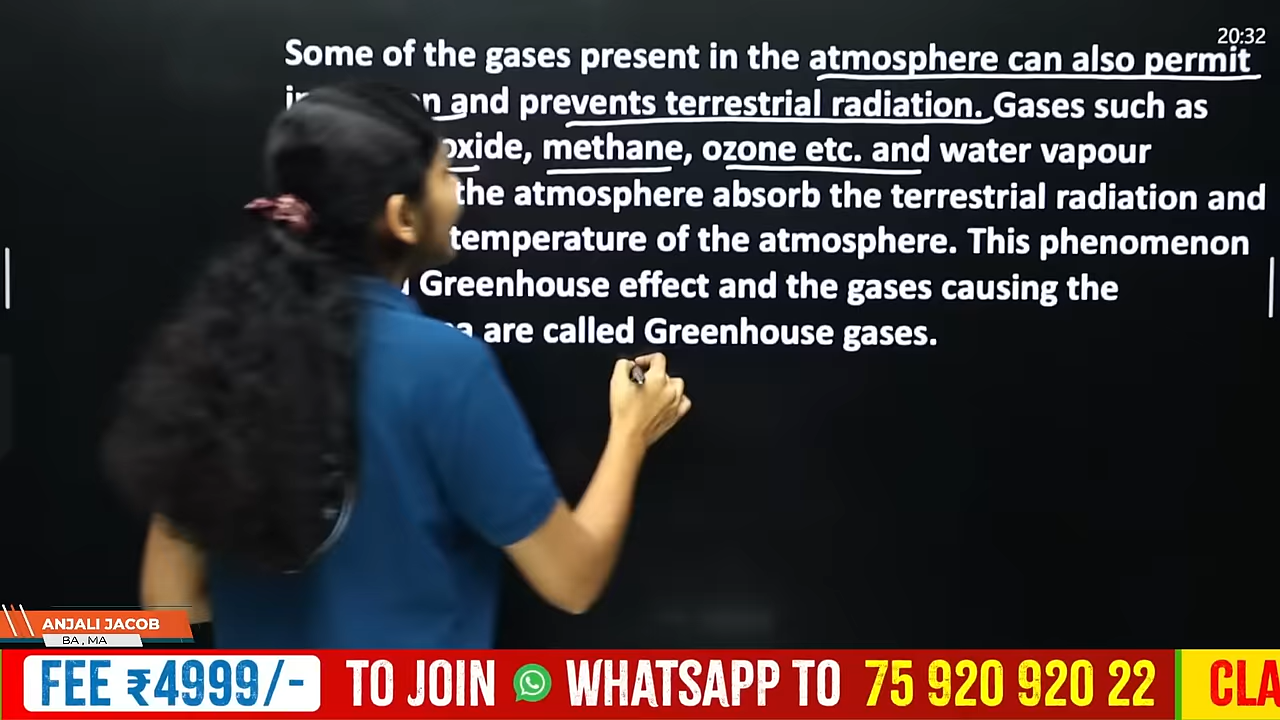 20:32
Some of the gases present in the atmosphere can also permit
and prevents terrestrial radiation. Gases such as
methane, ozone etc. and water vapour
the atmosphere absorb the terrestrial radiation and
temperature of the atmosphere. This phenomenon
Greenhouse effect and the gases causing the
are called Greenhouse gases.
ANJALI JACOB
BA , MA
FEE ₹4999/- TO JOIN WHATSAPP TO 75 920 920 22